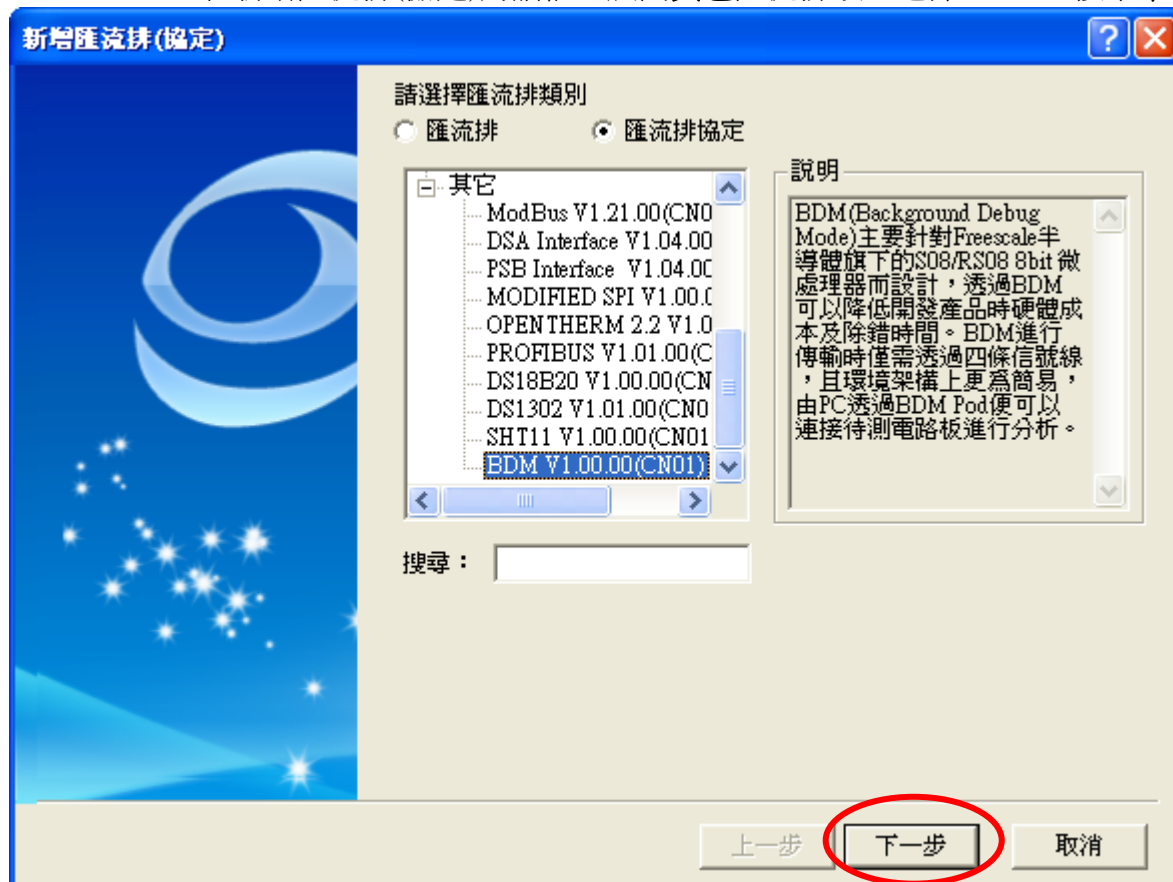 新增匯流排(協定)
請選擇匯流排類別
匯流排
匯流排協定
其它
ModBus V1.21.00(CN0
DSA Interface V1.04.00
PSB Interface V1.04.0
MODIFIED SPI V1.00.
OPENTHERM 2.2 V1.0
PROFIBUS V1.01.00(C
DS18B20 V1.00.00(CN
DS1302 V1.01.00(CN0
SHT11 V1.00.00(CN01
BDM V1.00.00(CN01)
說明
BDM(Background Debug
Mode)主要針對Freescale半
導體旗下的S08/RS08 8bit 微
處理器而設計，透過BDM
可以降低開發產品時硬體成
本及除錯時間。BDM進行
傳輸時僅需透過四條信號線
，且環境架構上更為簡易，
由PC透過BDM Pod便可以
連接待測電路板進行分析。
搜尋：
上一步
下一步
取消